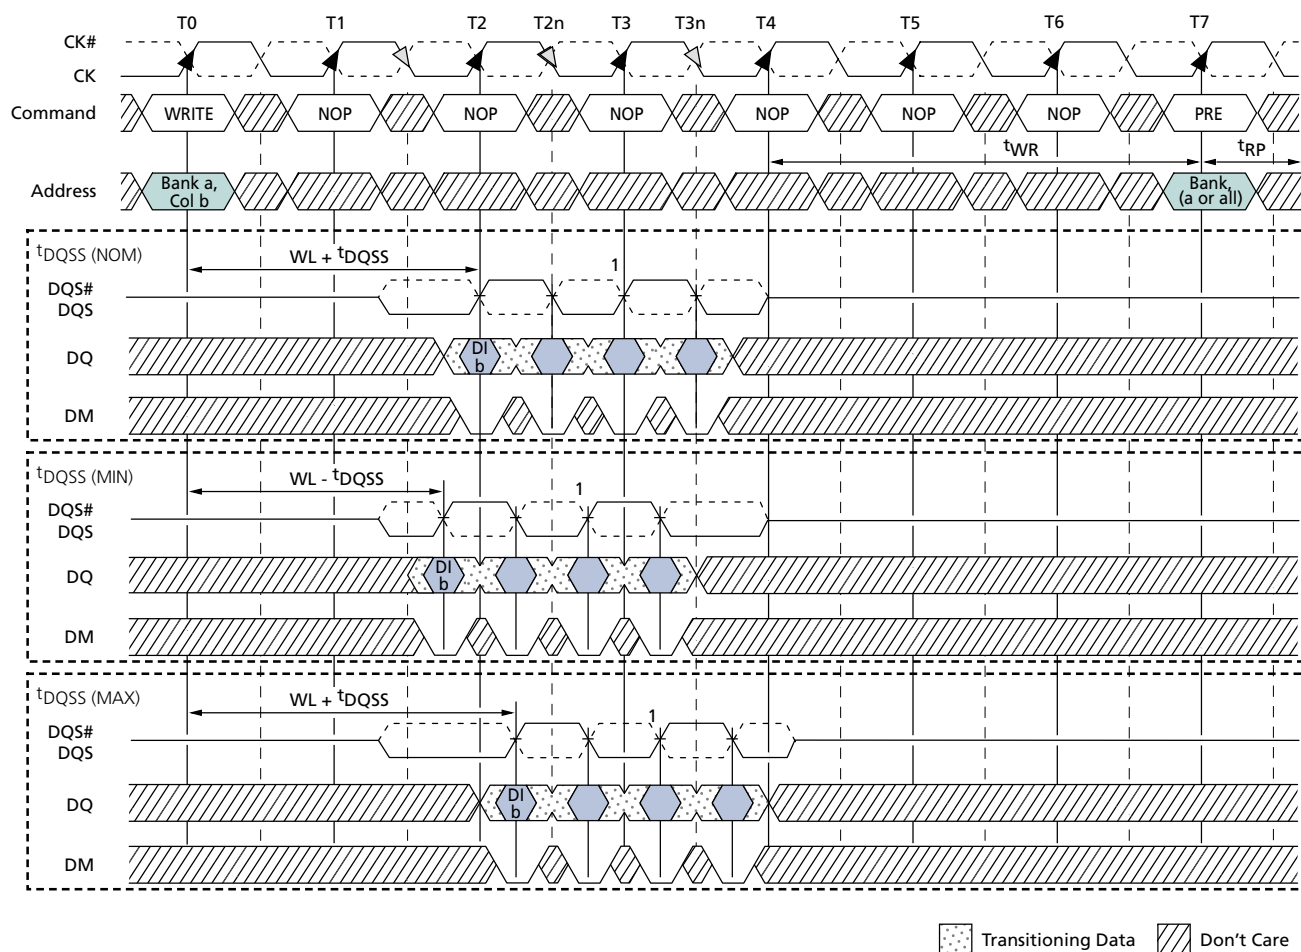 T0 T1 T2 T2n T3 T3n T4 T5 T6 T7
CK#
CK
Command WRITE NOP NOP NOP NOP NOP NOP PRE
tWR tRP
Address Bank a, Col b Bank, (a or all)
tDQSS (NOM)
WL + tDQSS 1
DQS#
DQS
DQ DI b
DM
tDQSS (MIN)
WL - tDQSS 1
DQS#
DQS
DQ DI b
DM
tDQSS (MAX)
WL + tDQSS 1
DQS#
DQS
DQ DI b
DM
Transitioning Data Don't Care